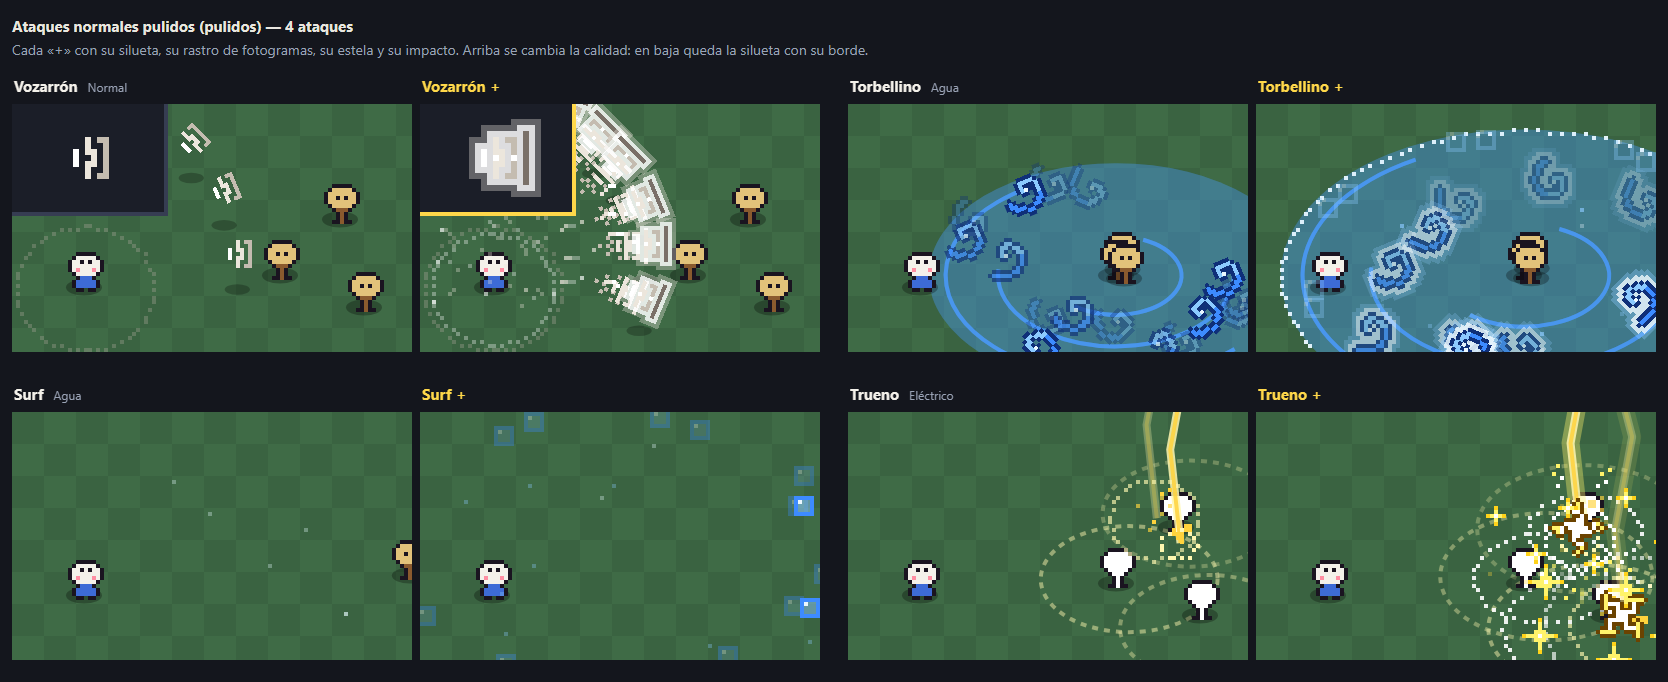 Ataques normales pulidos (pulidos) — 4 ataques
Cada «+» con su silueta, su rastro de fotogramas, su estela y su impacto. Arriba se cambia la calidad: en baja queda la silueta con su borde.
Vozarrón Normal
Vozarrón +
Torbellino Agua
Torbellino +
Surf Agua
Surf +
Trueno Eléctrico
Trueno +